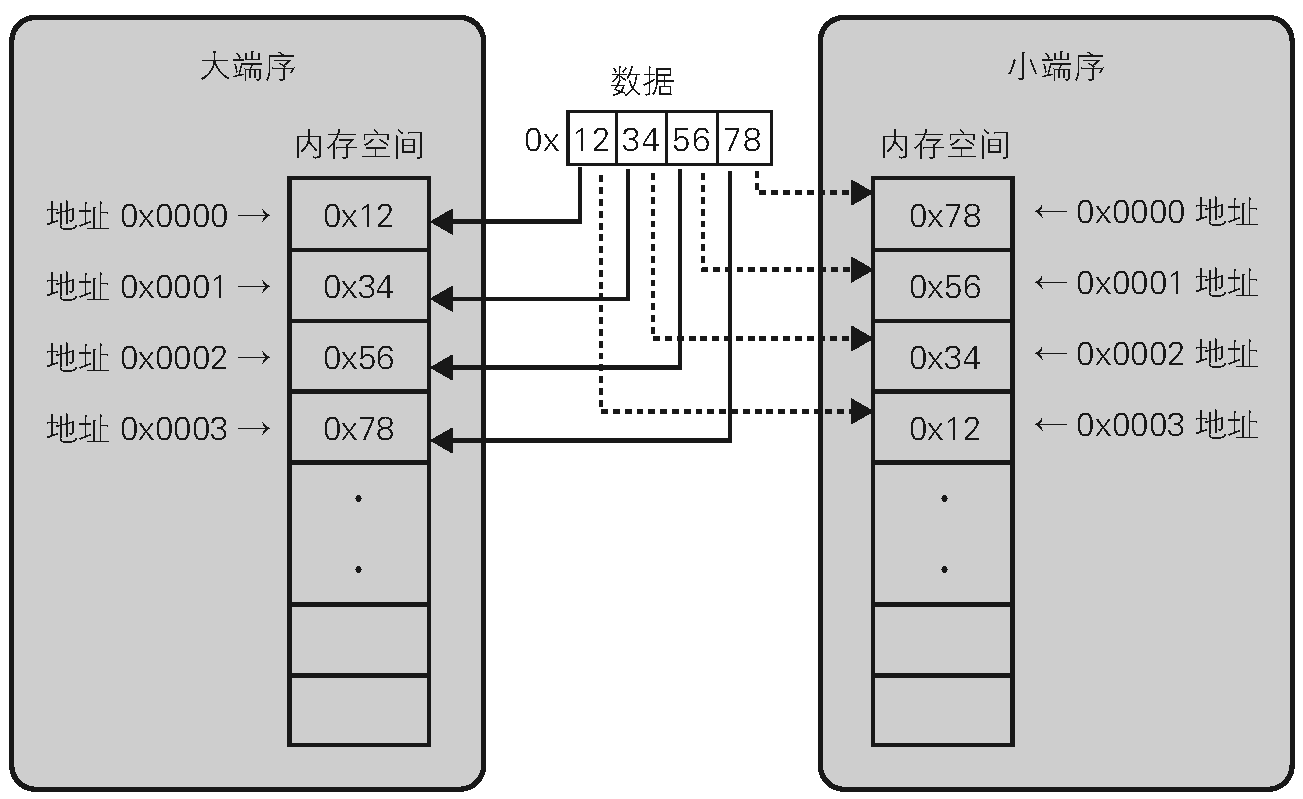 大端序
内存空间
地址 0x0000 → 0x12
地址 0x0001 → 0x34
地址 0x0002 → 0x56
地址 0x0003 → 0x78
数据
0x 12 34 56 78
小端序
内存空间
0x78 ← 0x0000 地址
0x56 ← 0x0001 地址
0x34 ← 0x0002 地址
0x12 ← 0x0003 地址